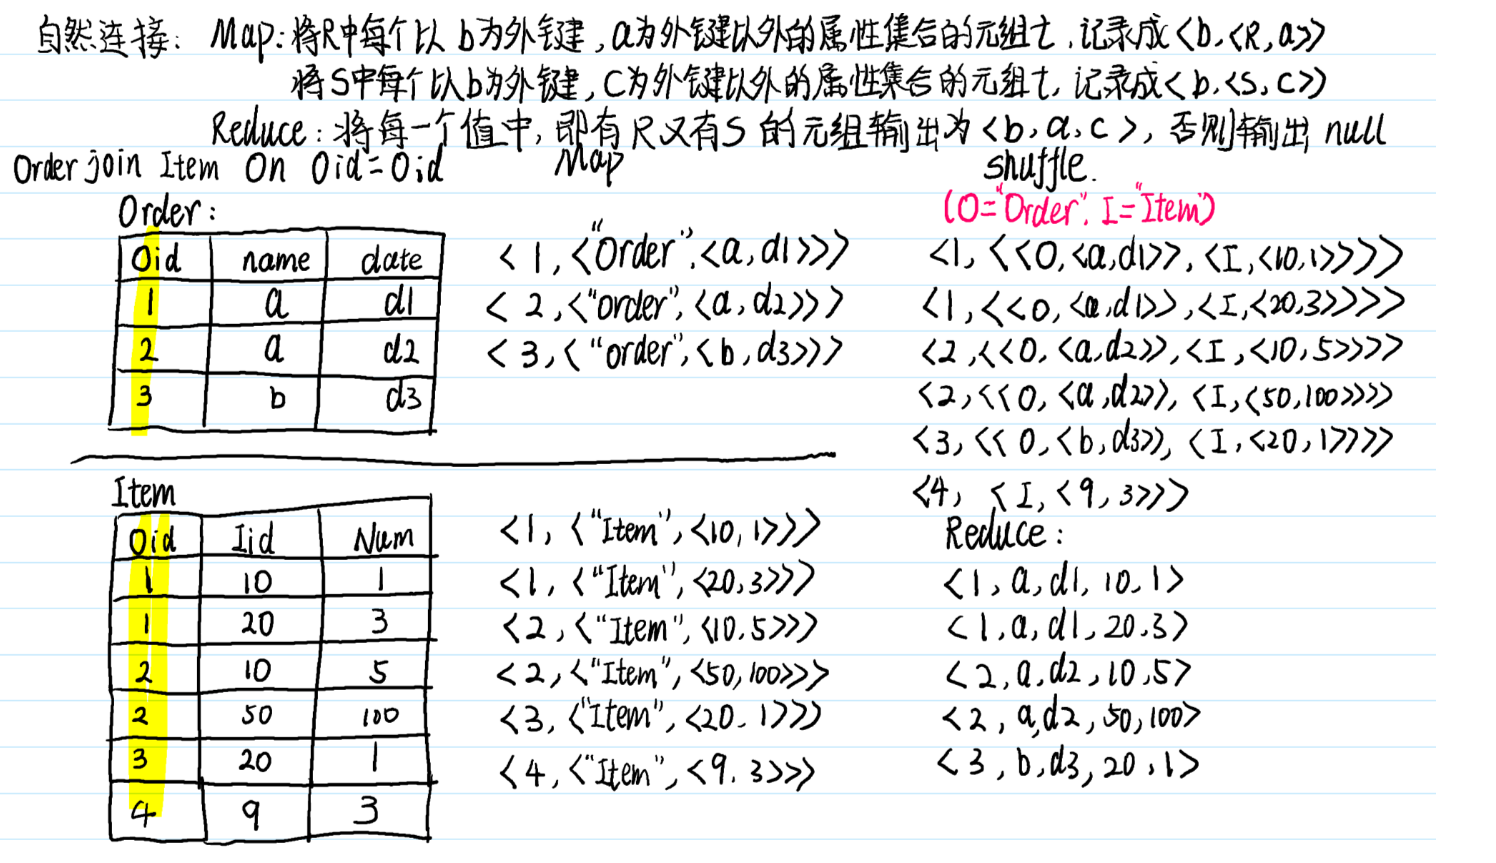 自然连接: Map:将R中每个以b为外键,a为外键以外的属性集合的元组t,记录成<b,<R,a>>
将S中每个以b为外键,C为外键以外的属性集合的元组t,记录成<b,<S,c>>
Reduce:将每一个值中,即有R又有S的元组输出为<b,a,c>,否则输出null
Order join Item On Oid=Oid
Map
shuffle.
(O="Order", I="Item")
Order:
Oid name date
1 a d1
2 a d2
3 b d3
<1,<"Order",<a,d1>>>
<2,<"order",<a,d2>>>
<3,<"order",<b,d3>>>
<1,<<O,<a,d1>>,<I,<10,1>>>>>
<1,<<O,<a,d1>>,<I,<20,3>>>>
<2,<<O,<a,d2>>,<I,<10,5>>>>
<2,<<O,<a,d2>>,<I,<50,100>>>>
<3,<<O,<b,d3>>,<I,<20,1>>>>
<4,<I,<9,3>>>
Item
Oid Iid Num
1 10 1
1 20 3
2 10 5
2 50 100
3 20 1
4 9 3
<1,<"Item",<10,1>>>
<1,<"Item",<20,3>>>
<2,<"Item",<10.5>>>
<2,<"Item",<50,100>>>
<3,<"Item",<20.1>>>
<4,<"Item",<9.3>>>
Reduce:
<1,a,d1,10,1>
<1,a,d1,20.3>
<2,a,d2,10,5>
<2,a,d2,50,100>
<3,b,d3,20,1>